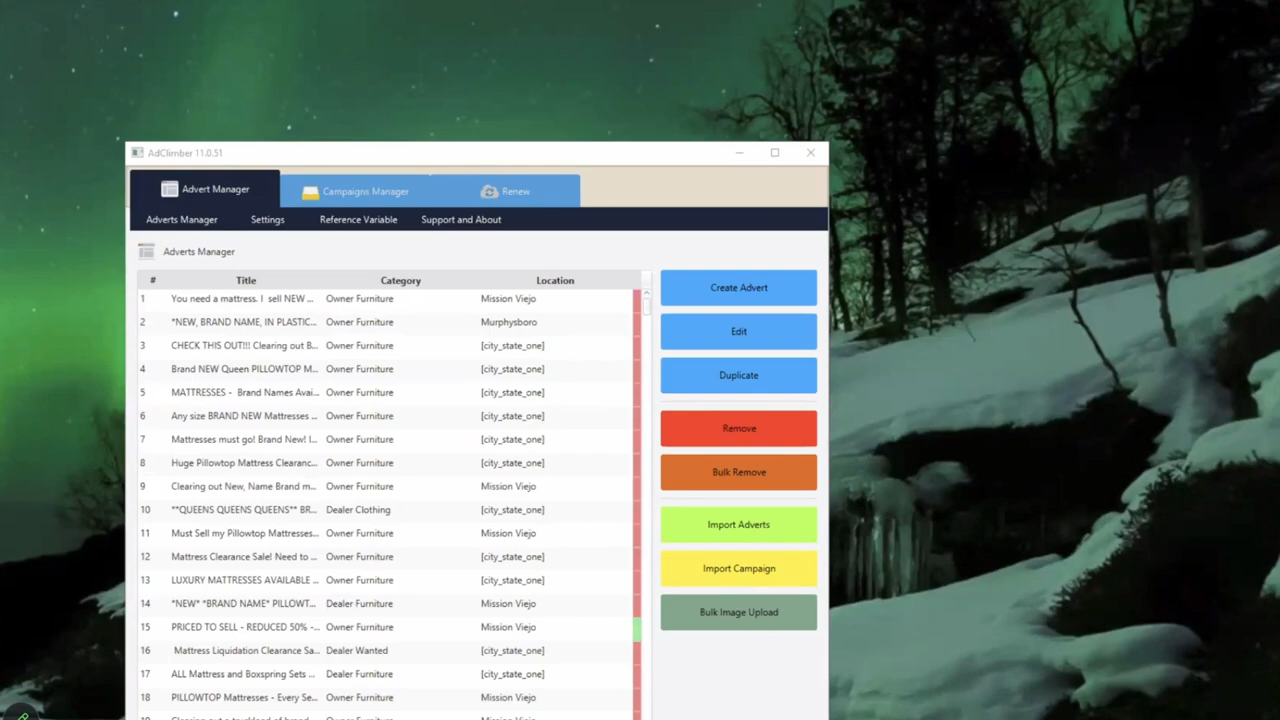 AdClimber 11.0.51
Advert Manager Campaigns Manager Renew
Adverts Manager Settings Reference Variable Support and About
Adverts Manager
# Title Category Location
1 You need a mattress. I sell NEW ... Owner Furniture Mission Viejo
2 *NEW, BRAND NAME, IN PLASTIC... Owner Furniture Murphysboro
3 CHECK THIS OUT!!! Clearing out B... Owner Furniture [city_state_one]
4 Brand NEW Queen PILLOWTOP M... Owner Furniture [city_state_one]
5 MATTRESSES - Brand Names Avai... Owner Furniture [city_state_one]
6 Any size BRAND NEW Mattresses ... Owner Furniture [city_state_one]
7 Mattresses must go! Brand New! I... Owner Furniture [city_state_one]
8 Huge Pillowtop Mattress Clearanc... Owner Furniture [city_state_one]
9 Clearing out New, Name Brand m... Owner Furniture Mission Viejo
10 **QUEENS QUEENS QUEENS** BR... Dealer Clothing [city_state_one]
11 Must Sell my Pillowtop Mattresses... Owner Furniture Mission Viejo
12 Mattress Clearance Sale! Need to ... Owner Furniture [city_state_one]
13 LUXURY MATTRESSES AVAILABLE ... Owner Furniture [city_state_one]
14 *NEW* *BRAND NAME* PILLOWT... Dealer Furniture Mission Viejo
15 PRICED TO SELL - REDUCED 50% -... Owner Furniture Mission Viejo
16 Mattress Liquidation Clearance Sa... Dealer Wanted [city_state_one]
17 ALL Mattress and Boxspring Sets ... Dealer Furniture [city_state_one]
18 PILLOWTOP Mattresses - Every Se... Owner Furniture Mission Viejo
Create Advert
Edit
Duplicate
Remove
Bulk Remove
Import Adverts
Import Campaign
Bulk Image Upload